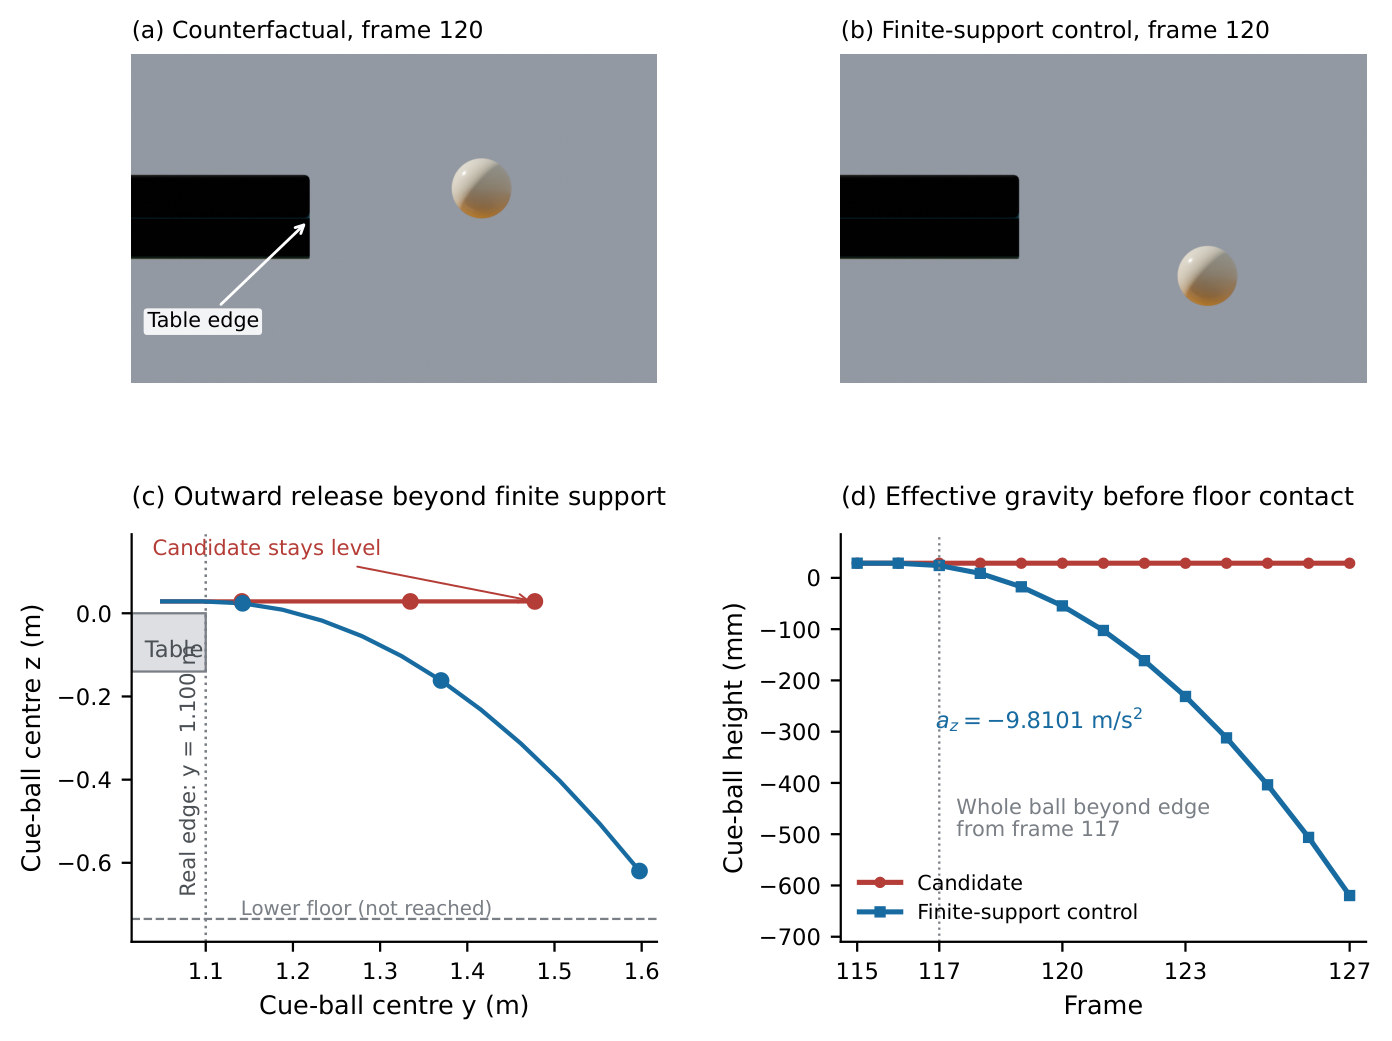 (a) Counterfactual, frame 120
(b) Finite-support control, frame 120
Table edge
(c) Outward release beyond finite support
Candidate stays level
Table
Real edge: y = 1.100 m
Lower floor (not reached)
0.0
−0.2
−0.4
−0.6
Cue-ball centre z (m)
1.1 1.2 1.3 1.4 1.5 1.6
Cue-ball centre y (m)
(d) Effective gravity before floor contact
0
−100
−200
−300
−400
−500
−600
−700
Cue-ball height (mm)
a_z = −9.8101 m/s²
Whole ball beyond edge
from frame 117
Candidate
Finite-support control
115 117 120 123 127
Frame